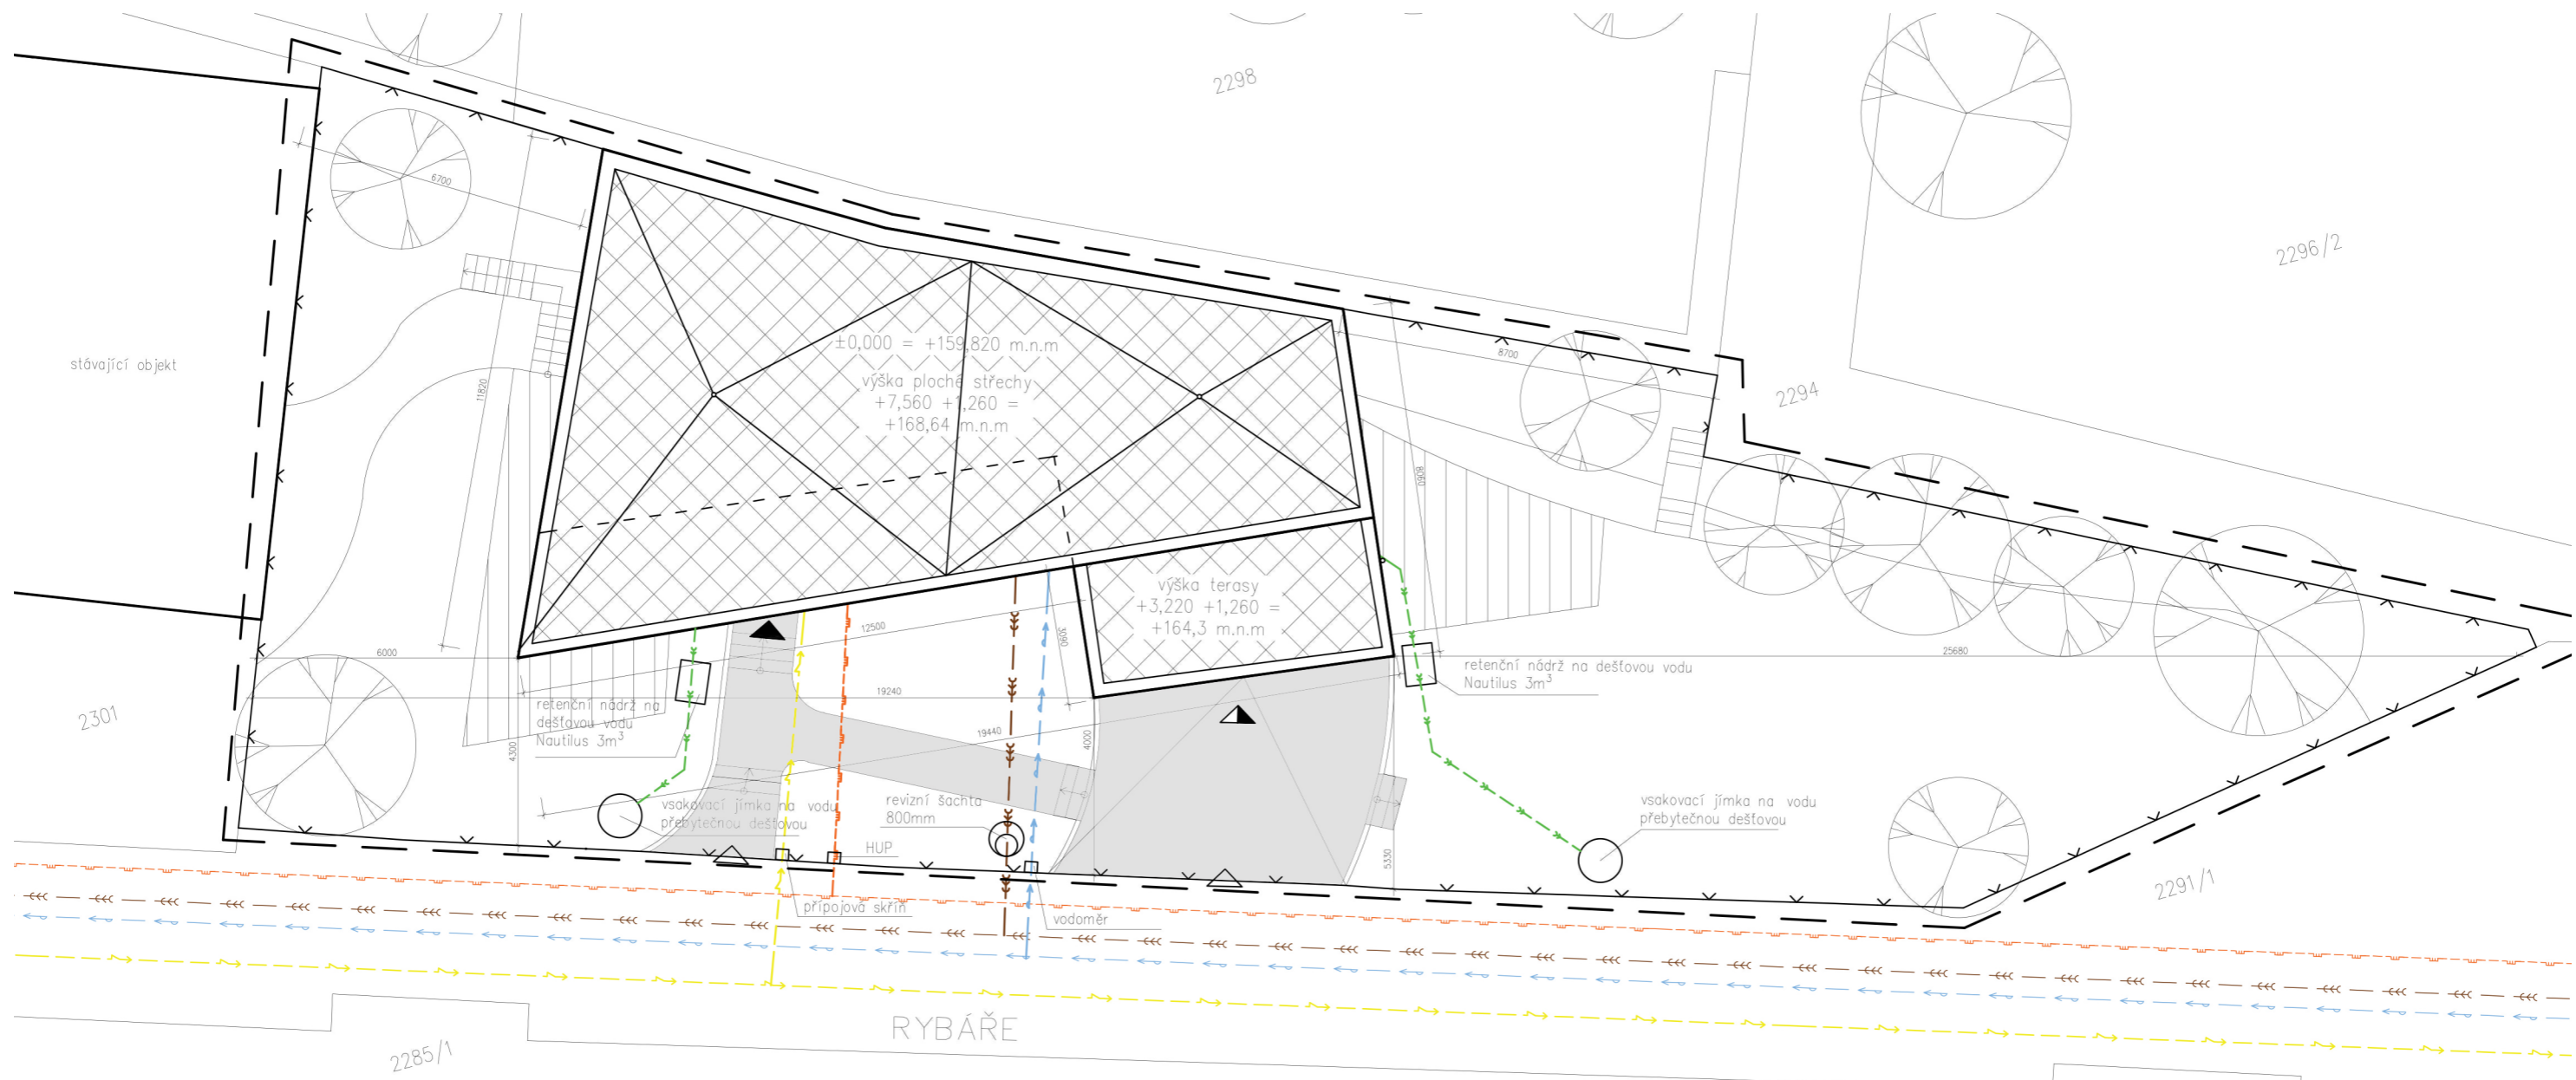 2298
6700
2296/2
±0,000 = +159,820 m.n.m
výška ploché střechy
+7,560 +1,260 =
+168,64 m.n.m
8700
stávající objekt
11820
2294
8060
výška terasy
+3,220 +1,260 =
+164,3 m.n.m
12500
3090
6000
25680
retenční nádrž na dešťovou vodu
Nautilus 3m³
19240
retenční nádrž na
dešťovou vodu
Nautilus 3m³
2301
19440
4000
4300
vsakovací jímka na vodu
přebytečnou dešťovou
revizní šachta
800mm
vsakovací jímka na vodu
přebytečnou dešťovou
HUP
5330
2291/1
přípojová skříň
vodoměr
RYBÁŘE
2285/1